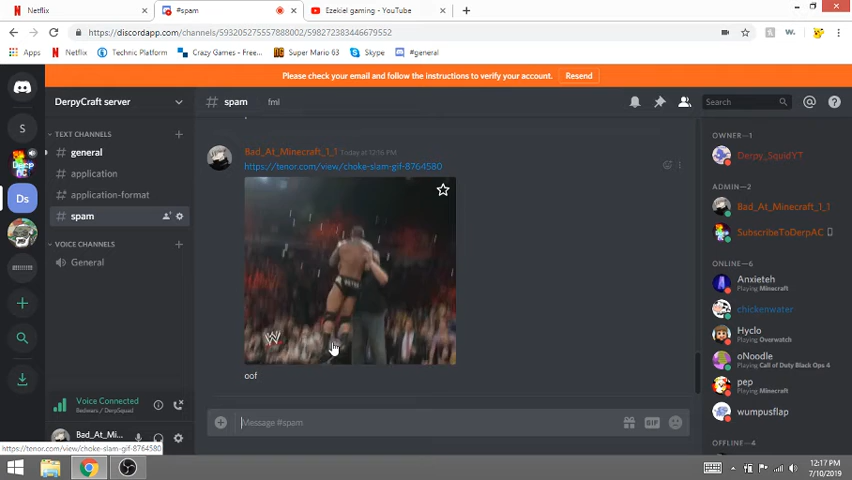 Netflix
#spam
Ezekiel gaming - YouTube
https://discordapp.com/channels/593205275557888002/598272383446679552
Apps
Netflix
Technic Platform
Crazy Games - Free...
Super Mario 63
Skype
#general
Please check your email and follow the instructions to verify your account.
Resend
DerpyCraft server
# spam
fml
Search
TEXT CHANNELS
# general
# application
# application-format
# spam
VOICE CHANNELS
General
S
Derp
AC
Ds
Voice Connected
Bedwars / DerpSquad
Bad_At_Mi...
https://tenor.com/view/choke-slam-gif-8764580
Bad_At_Minecraft_1_1 Today at 12:16 PM
https://tenor.com/view/choke-slam-gif-8764580
W
oof
1
Message #spam
GIF
OWNER—1
Derpy_SquidYT
ADMIN—2
Bad_At_Minecraft_1_1
SubscribeToDerpAC
ONLINE—6
Anxieteh
Playing Minecraft
chickenwater
Hyclo
Playing Overwatch
oNoodle
Playing Call of Duty Black Ops 4
pep
Playing Minecraft
wumpusflap
OFFLINE—4
12:17 PM
7/10/2019